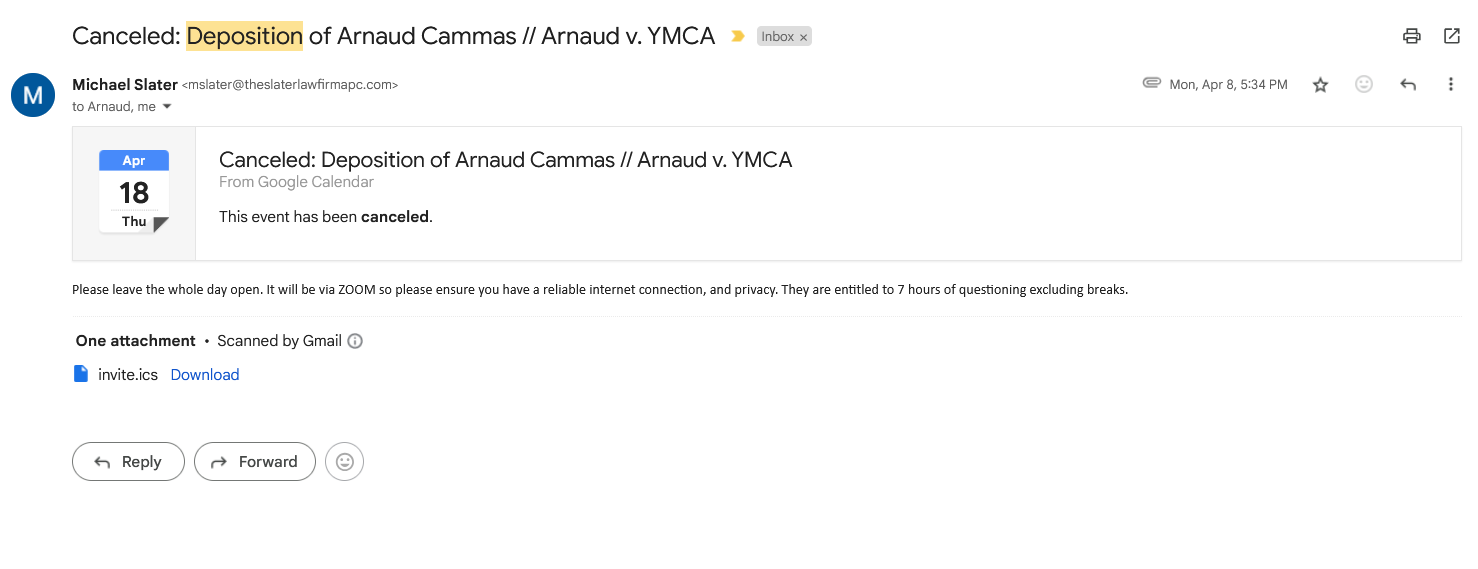 Canceled: Deposition of Arnaud Cammas // Arnaud v. YMCA Inbox ×
M
Michael Slater <mslater@theslaterlawfirmapc.com> Mon, Apr 8, 5:34 PM
to Arnaud, me
Apr
18
Thu
Canceled: Deposition of Arnaud Cammas // Arnaud v. YMCA
From Google Calendar
This event has been canceled.
Please leave the whole day open. It will be via ZOOM so please ensure you have a reliable internet connection, and privacy. They are entitled to 7 hours of questioning excluding breaks.
One attachment • Scanned by Gmail
invite.ics Download
Reply Forward